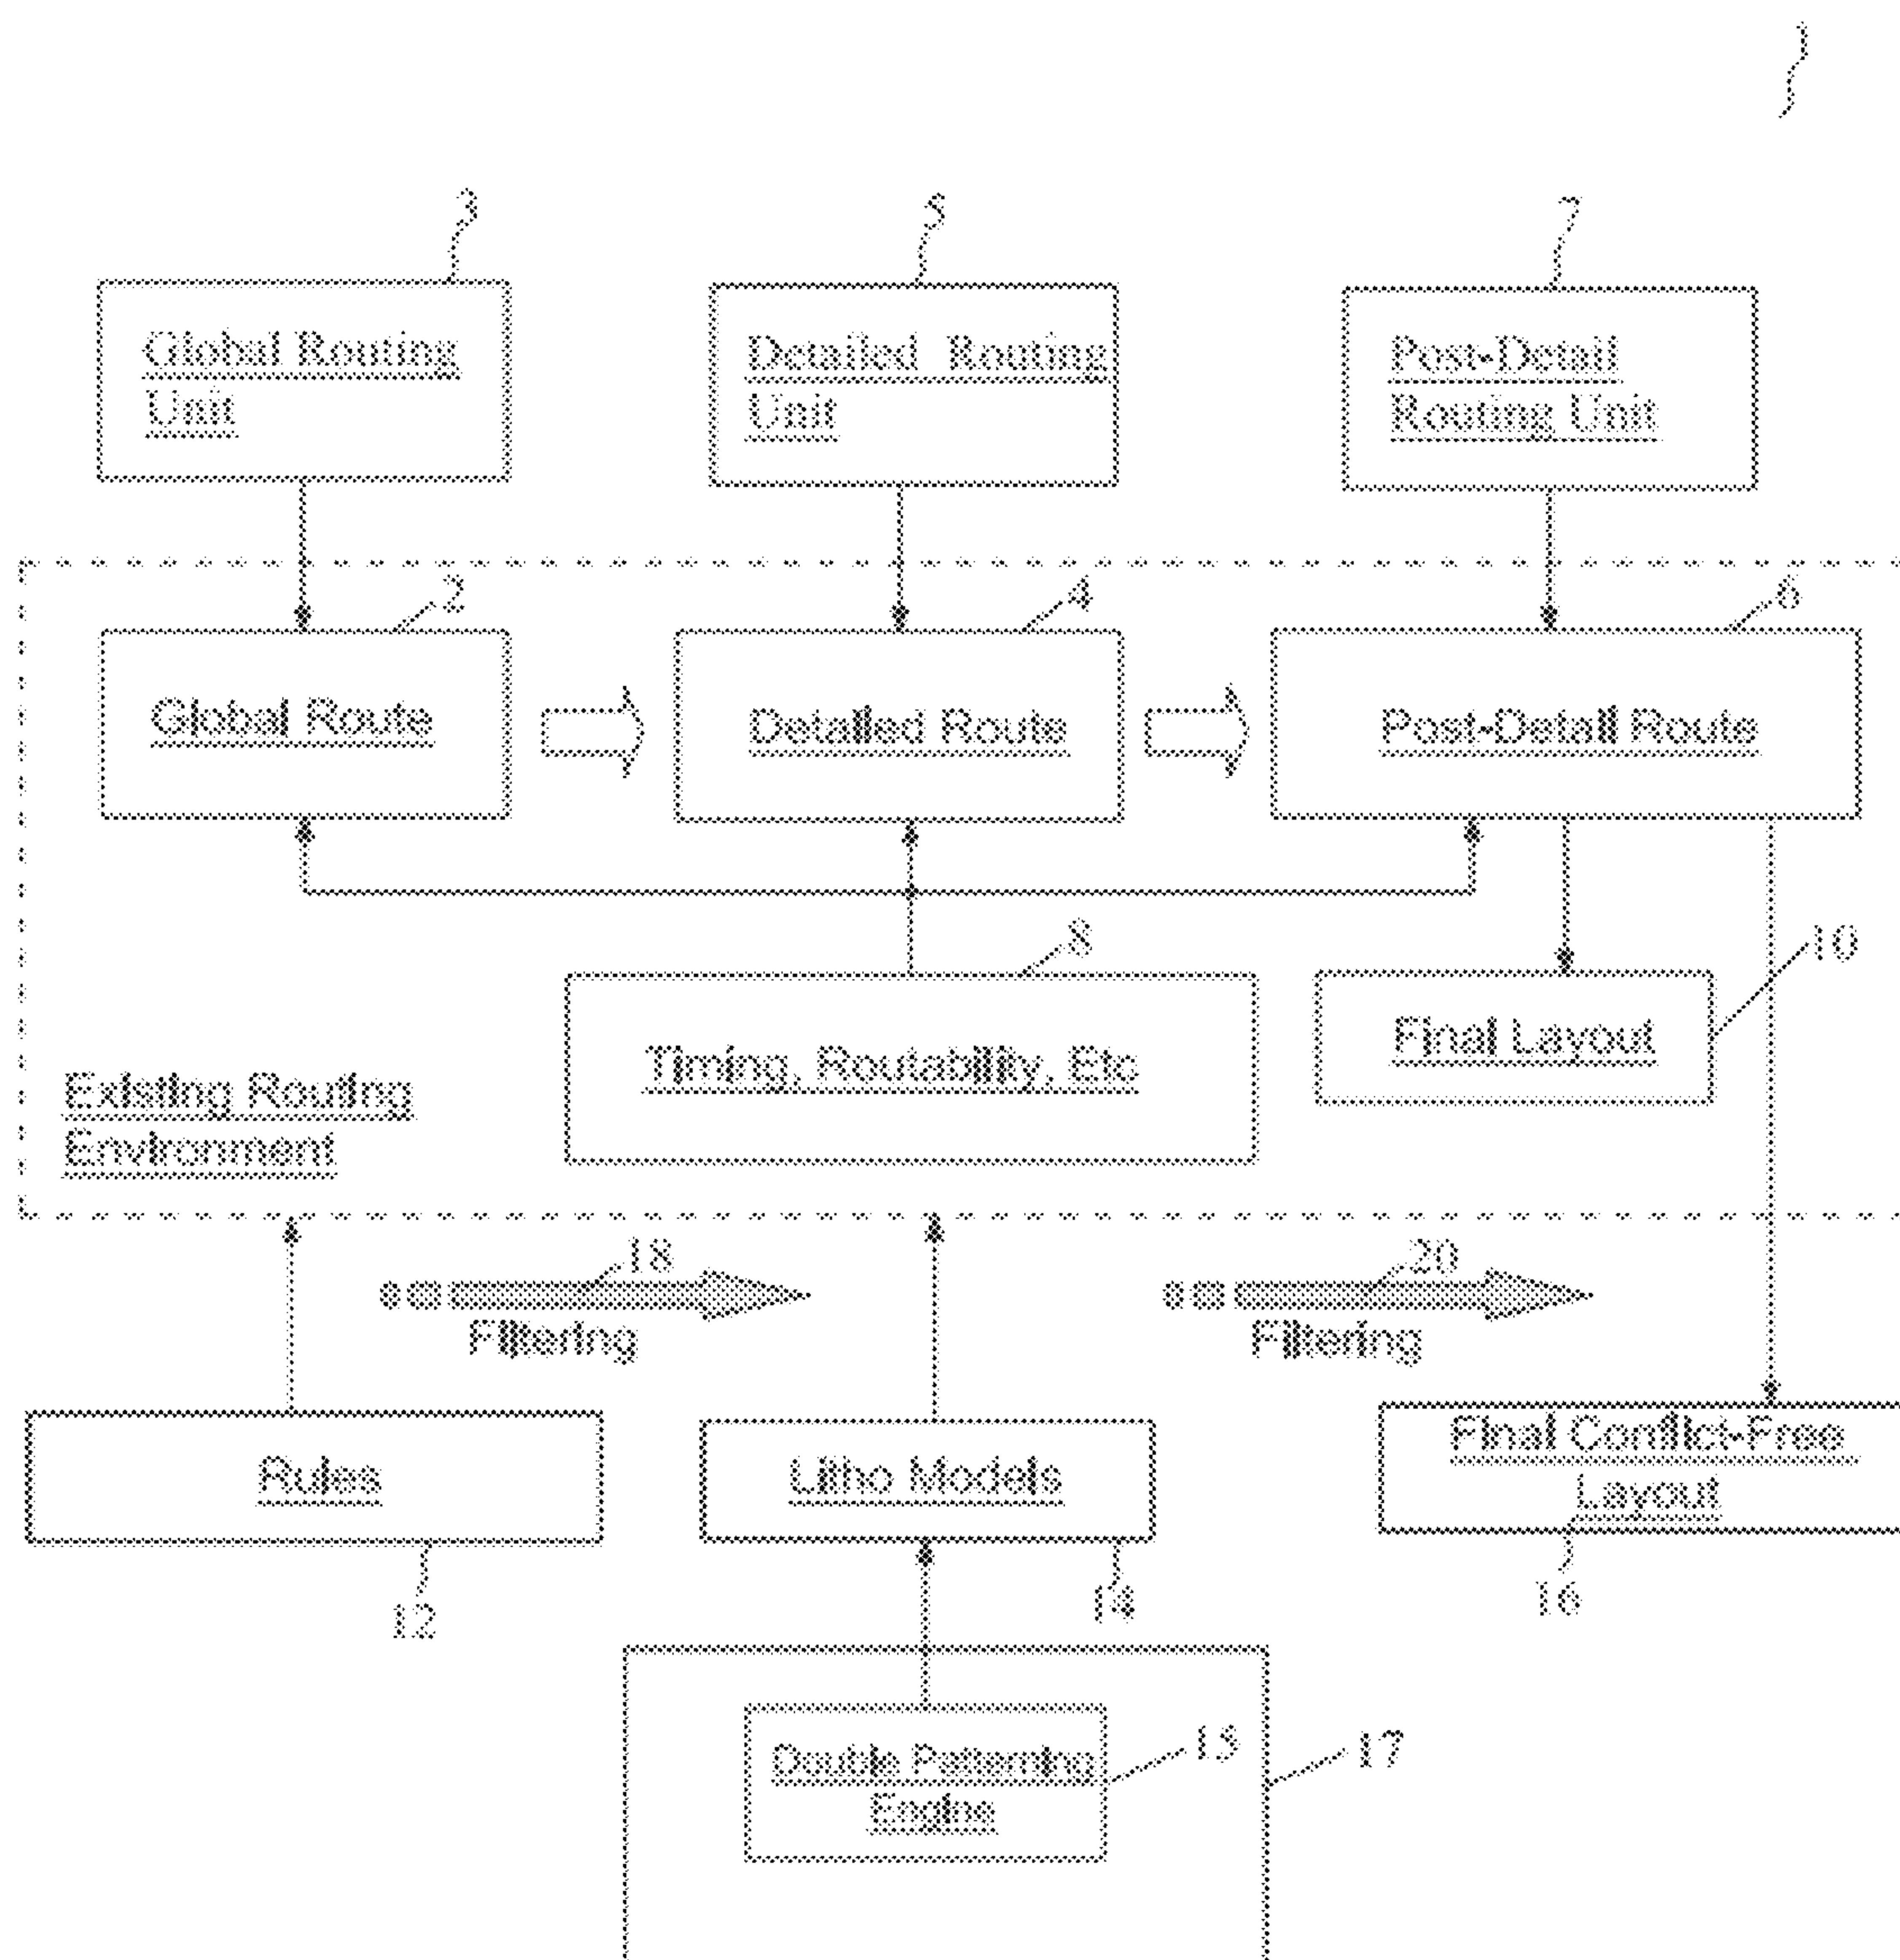 1
3
5
7
Global Routing
Unit
Detailed Routing
Unit
Post-Detail
Routing Unit
2
4
6
Global Route
Detailed Route
Post-Detail Route
8
10
Timing, Routability, Etc
Final Layout
Existing Routing
Environment
18
20
Filtering
Filtering
Rules
Litho Models
Final Conflict-Free
Layout
12
14
16
Double Patterning
Engine
15
17